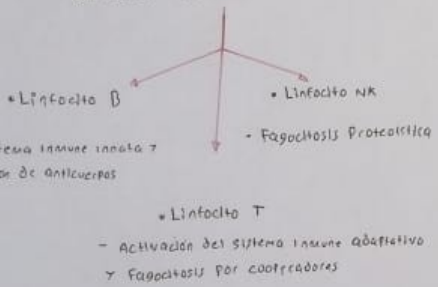 • Linfocito B
• Linfocito NK
- Fagocitosis Proteolítica
inmune innata y
de anticuerpos
• Linfocito T
- Activación del sistema inmune adaptativo
y Fagocitosis por cooperadores